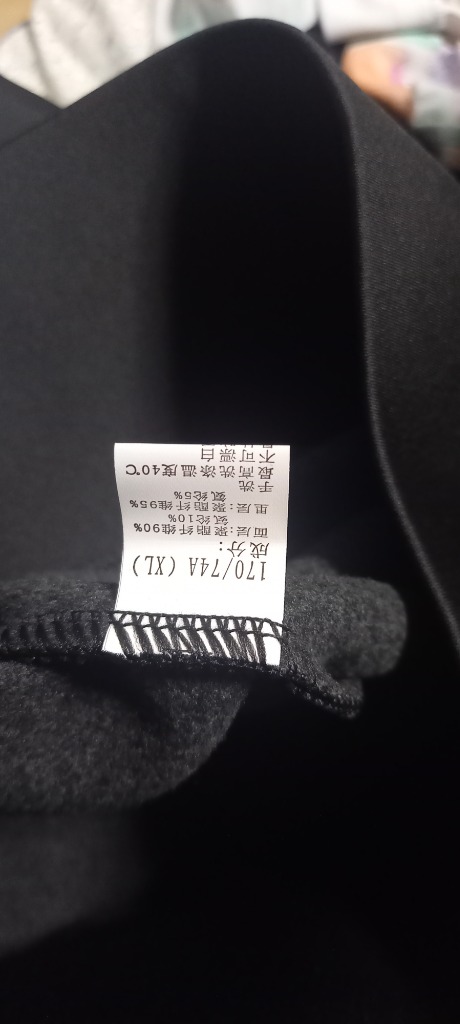 170/74A (XL)
成分:
面层:聚酯纤维90%
氨纶10%
里层:聚酯纤维95%
氨纶5%
手洗
最高洗涤温度40℃
不可漂白